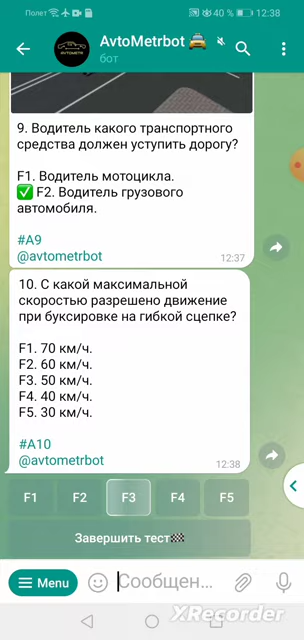 Полет 40 % 12:38
AvtoMetrbot
бот
9. Водитель какого транспортного
средства должен уступить дорогу?
F1. Водитель мотоцикла.
✅ F2. Водитель грузового
автомобиля.
#A9
@avtometrbot
12:37
10. С какой максимальной
скоростью разрешено движение
при буксировке на гибкой сцепке?
F1. 70 км/ч.
F2. 60 км/ч.
F3. 50 км/ч.
F4. 40 км/ч.
F5. 30 км/ч.
#A10
@avtometrbot
12:38
F1 F2 F3 F4 F5
Завершить тест🏁
Menu Сообщен...
XRecorder